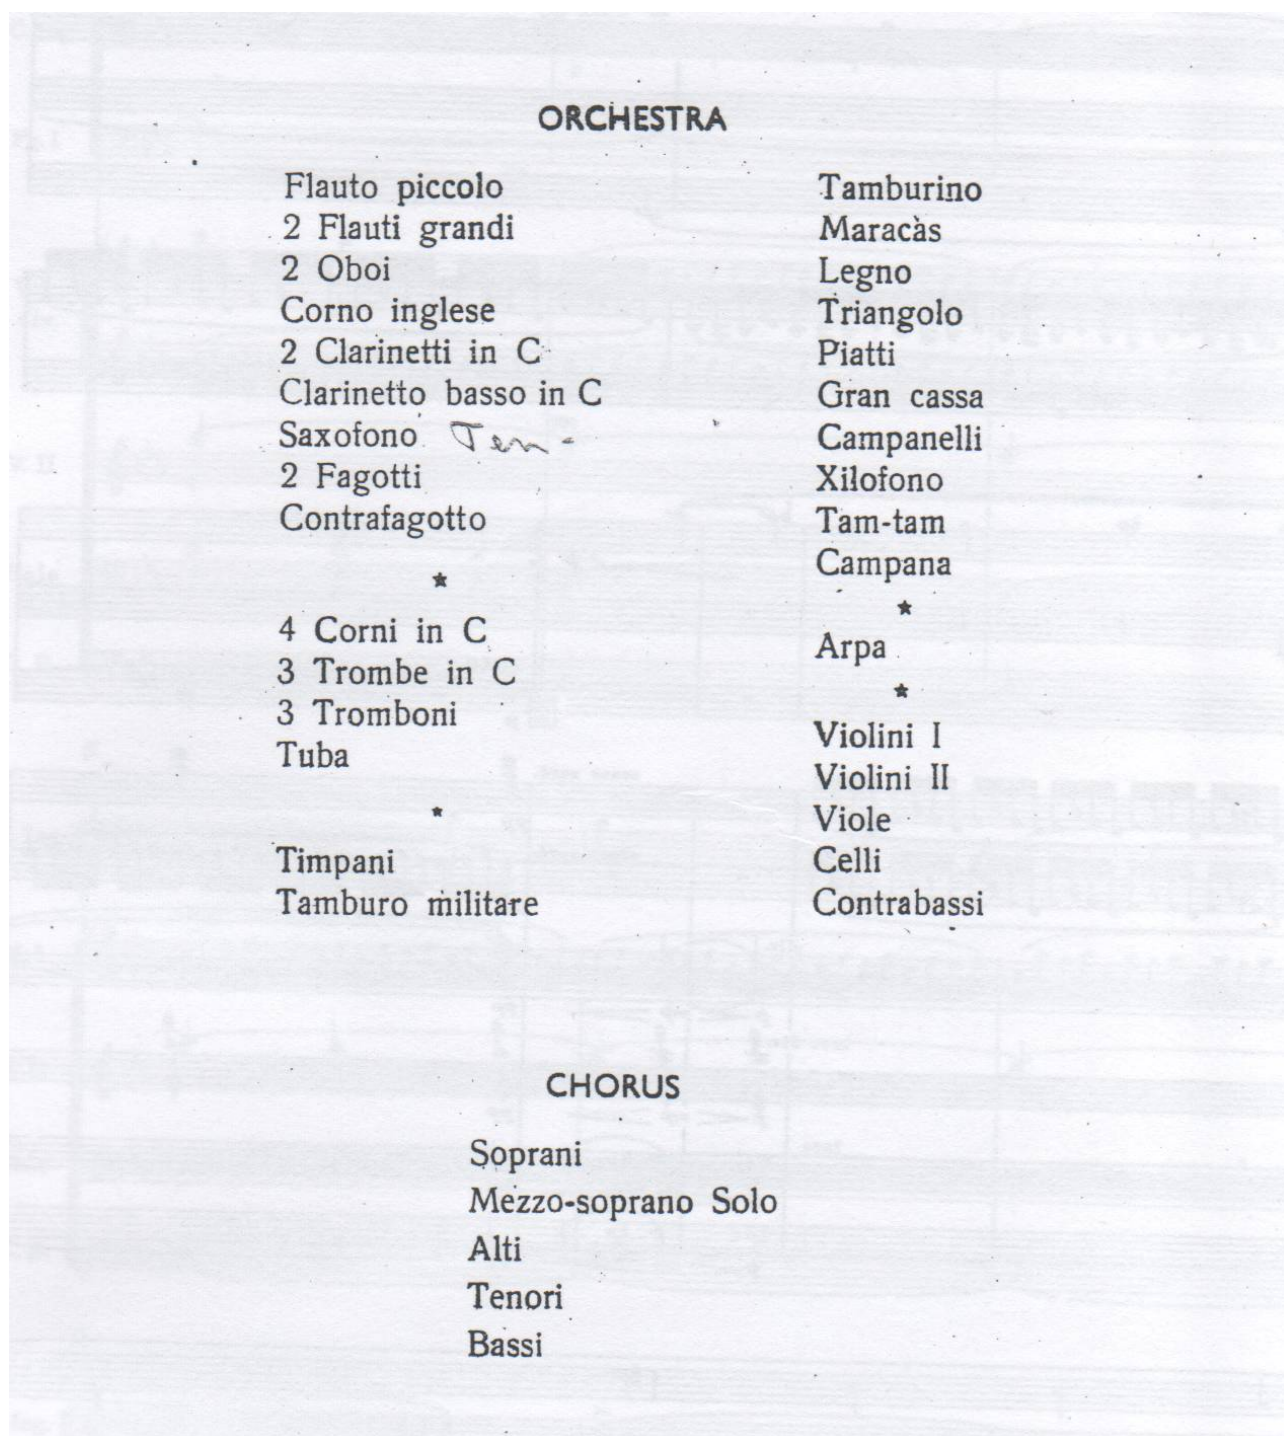 ORCHESTRA
Flauto piccolo
2 Flauti grandi
2 Oboi
Corno inglese
2 Clarinetti in C
Clarinetto basso in C
Saxofono Ten-
2 Fagotti
Contrafagotto
*
4 Corni in C
3 Trombe in C
3 Tromboni
Tuba
*
Timpani
Tamburo militare
Tamburino
Maracàs
Legno
Triangolo
Piatti
Gran cassa
Campanelli
Xilofono
Tam-tam
Campana
*
Arpa
*
Violini I
Violini II
Viole
Celli
Contrabassi
CHORUS
Soprani
Mezzo-soprano Solo
Alti
Tenori
Bassi